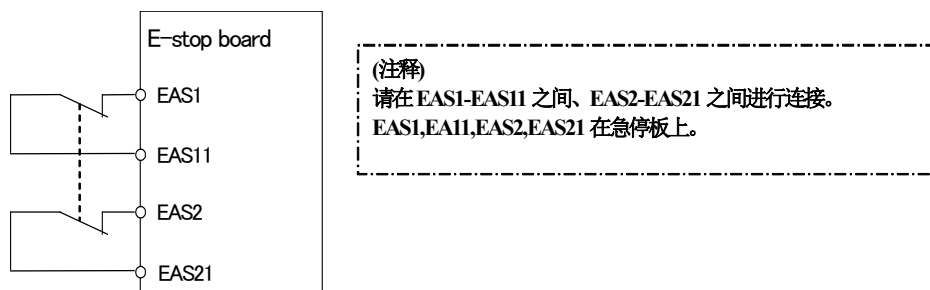 E-stop board
EAS1
EAS11
EAS2
EAS21
(注释)
请在 EAS1-EAS11 之间、EAS2-EAS21 之间进行连接。
EAS1,EA11,EAS2,EAS21 在急停板上。